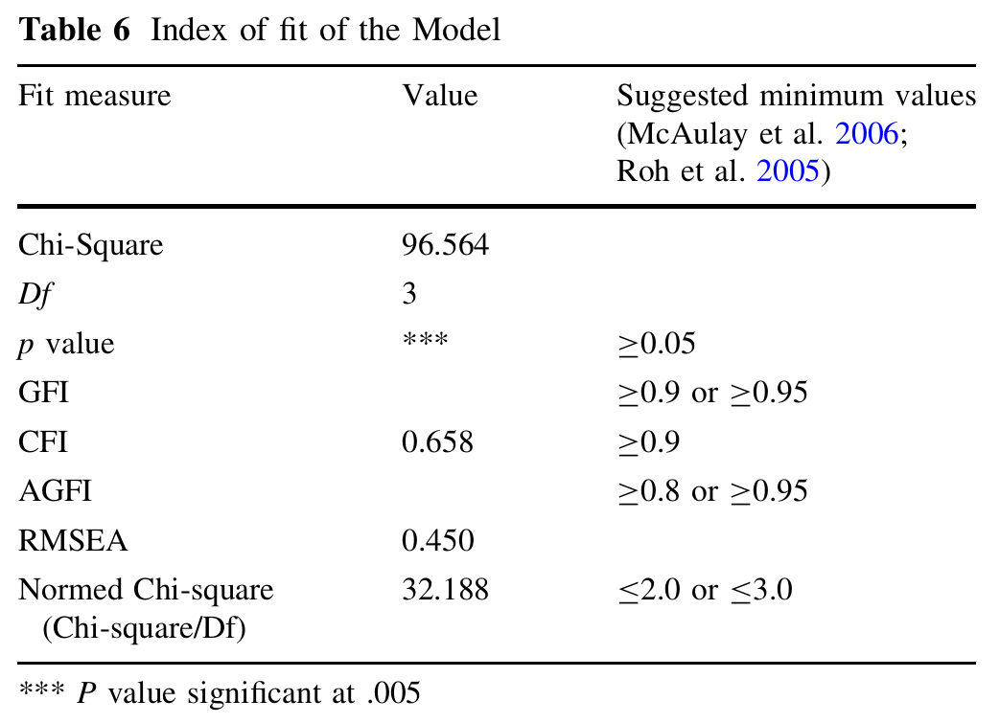 Table 6 Index of fit of the Model
Fit measure Value Suggested minimum values
(McAulay et al. 2006;
Roh et al. 2005)
Chi-Square 96.564
Df 3
p value *** ≥0.05
GFI ≥0.9 or ≥0.95
CFI 0.658 ≥0.9
AGFI ≥0.8 or ≥0.95
RMSEA 0.450
Normed Chi-square 32.188 ≤2.0 or ≤3.0
(Chi-square/Df)
*** P value significant at .005